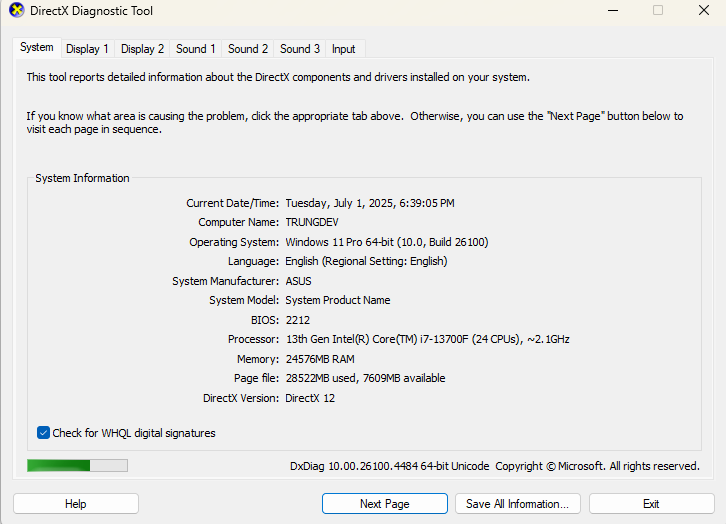 DirectX Diagnostic Tool
System Display 1 Display 2 Sound 1 Sound 2 Sound 3 Input
This tool reports detailed information about the DirectX components and drivers installed on your system.
If you know what area is causing the problem, click the appropriate tab above.  Otherwise, you can use the "Next Page" button below to
visit each page in sequence.
System Information
Current Date/Time: Tuesday, July 1, 2025, 6:39:05 PM
Computer Name: TRUNGDEV
Operating System: Windows 11 Pro 64-bit (10.0, Build 26100)
Language: English (Regional Setting: English)
System Manufacturer: ASUS
System Model: System Product Name
BIOS: 2212
Processor: 13th Gen Intel(R) Core(TM) i7-13700F (24 CPUs), ~2.1GHz
Memory: 24576MB RAM
Page file: 28522MB used, 7609MB available
DirectX Version: DirectX 12
Check for WHQL digital signatures
DxDiag 10.00.26100.4484 64-bit Unicode  Copyright © Microsoft. All rights reserved.
Help Next Page Save All Information... Exit